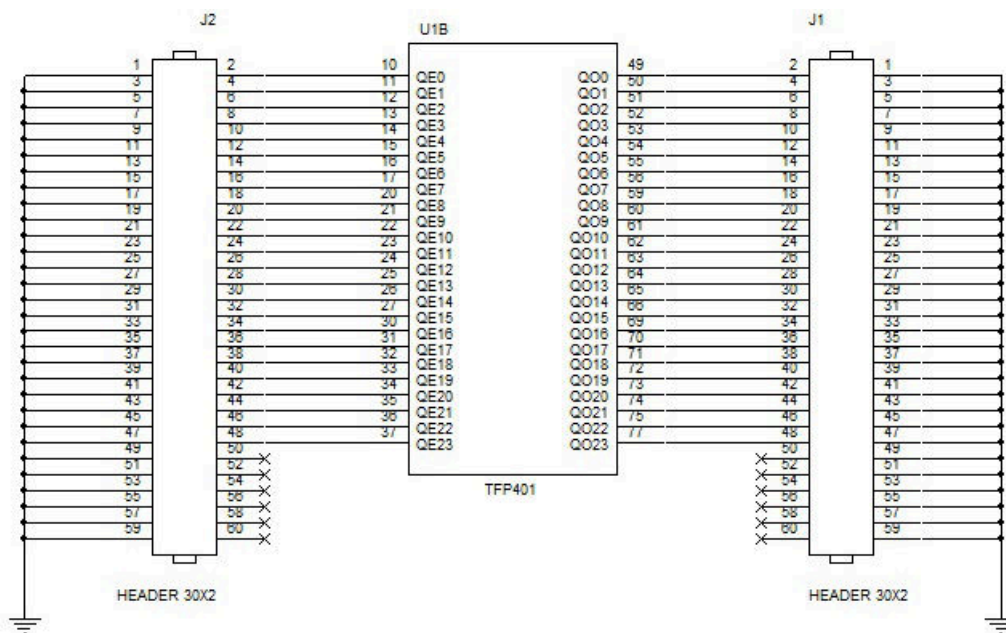 J2 U1B J1
1 2 10 QE0 QO0 49 2 1
3 4 11 QE1 QO1 50 4 3
5 6 12 QE2 QO2 51 6 5
7 8 13 QE3 QO3 52 8 7
9 10 14 QE4 QO4 53 10 9
11 12 15 QE5 QO5 54 12 11
13 14 16 QE6 QO6 55 14 13
15 16 17 QE7 QO7 56 16 15
17 18 20 QE8 QO8 59 18 17
19 20 21 QE9 QO9 60 20 19
21 22 22 QE10 QO10 61 22 21
23 24 23 QE11 QO11 62 24 23
25 26 24 QE12 QO12 63 26 25
27 28 25 QE13 QO13 64 28 27
29 30 26 QE14 QO14 65 30 29
31 32 27 QE15 QO15 66 32 31
33 34 30 QE16 QO16 69 34 33
35 36 31 QE17 QO17 70 36 35
37 38 32 QE18 QO18 71 38 37
39 40 33 QE19 QO19 72 40 39
41 42 34 QE20 QO20 73 42 41
43 44 35 QE21 QO21 74 44 43
45 46 36 QE22 QO22 75 46 45
47 48 37 QE23 QO23 77 48 47
49 50 50 49
51 52 52 51
53 54 54 53
55 56 56 55
57 58 58 57
59 60 60 59
TFP401
HEADER 30X2 HEADER 30X2